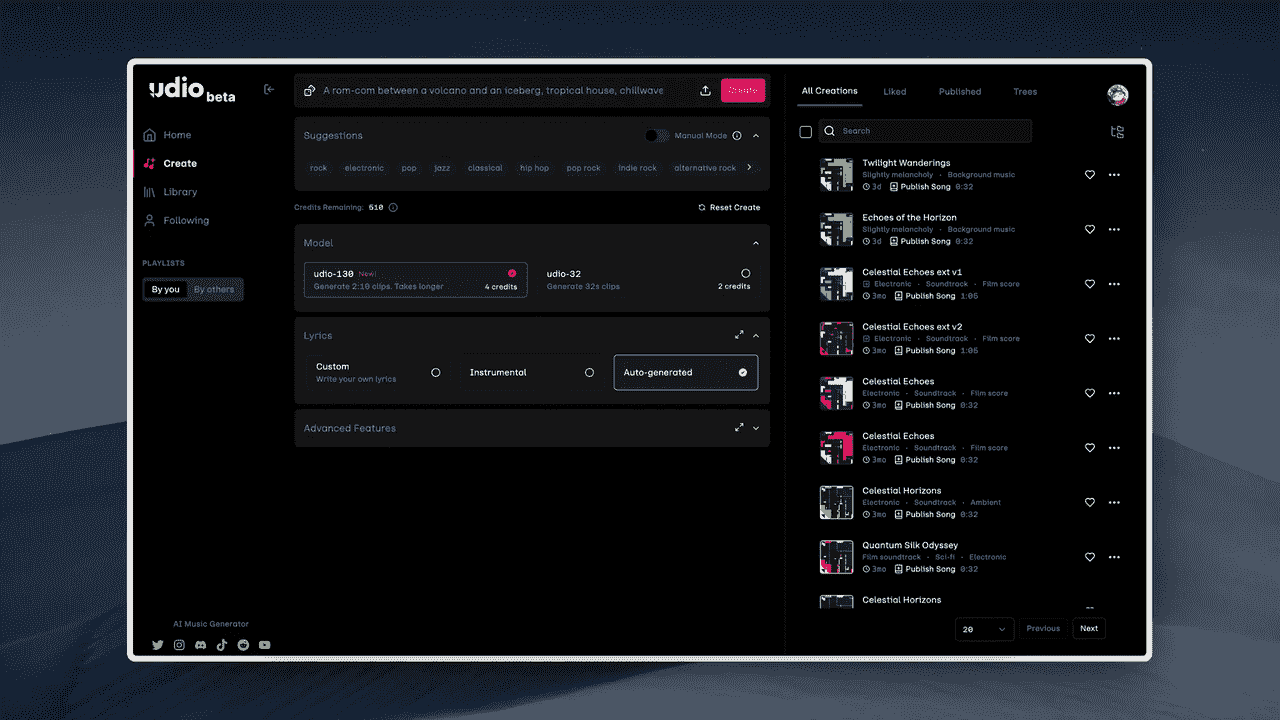 udio beta
Home
Create
Library
Following
PLAYLISTS
By you
By others
AI Music Generator
A rom-com between a volcano and an iceberg, tropical house, chillwave
Create
Suggestions
Manual Mode
rock electronic pop jazz classical hip hop pop rock indie rock alternative rock
Credits Remaining: 510
Reset Create
Model
udio-130 New!
Generate 2:10 clips. Takes longer 4 credits
udio-32
Generate 32s clips 2 credits
Lyrics
Custom
Write your own lyrics
Instrumental
Auto-generated
Advanced Features
All Creations Liked Published Trees
Search
Twilight Wanderings
Slightly melancholy · Background music
3d Publish Song 0:32
Echoes of the Horizon
Slightly melancholy · Background music
3d Publish Song 0:32
Celestial Echoes ext v1
Electronic · Soundtrack · Film score
3mo Publish Song 1:05
Celestial Echoes ext v2
Electronic · Soundtrack · Film score
3mo Publish Song 1:05
Celestial Echoes
Electronic · Soundtrack · Film score
3mo Publish Song 0:32
Celestial Echoes
Electronic · Soundtrack · Film score
3mo Publish Song 0:32
Celestial Horizons
Electronic · Soundtrack · Ambient
3mo Publish Song 0:32
Quantum Silk Odyssey
Film soundtrack · Sci-fi · Electronic
3mo Publish Song 0:32
Celestial Horizons
20 Previous Next